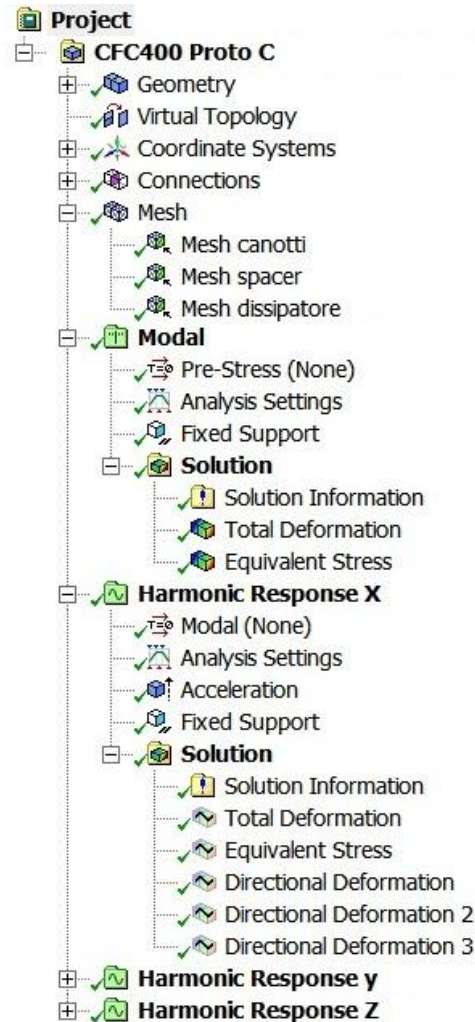 Project
CFC400 Proto C
Geometry
Virtual Topology
Coordinate Systems
Connections
Mesh
Mesh canotti
Mesh spacer
Mesh dissipatore
Modal
Pre-Stress (None)
Analysis Settings
Fixed Support
Solution
Solution Information
Total Deformation
Equivalent Stress
Harmonic Response X
Modal (None)
Analysis Settings
Acceleration
Fixed Support
Solution
Solution Information
Total Deformation
Equivalent Stress
Directional Deformation
Directional Deformation 2
Directional Deformation 3
Harmonic Response y
Harmonic Response Z